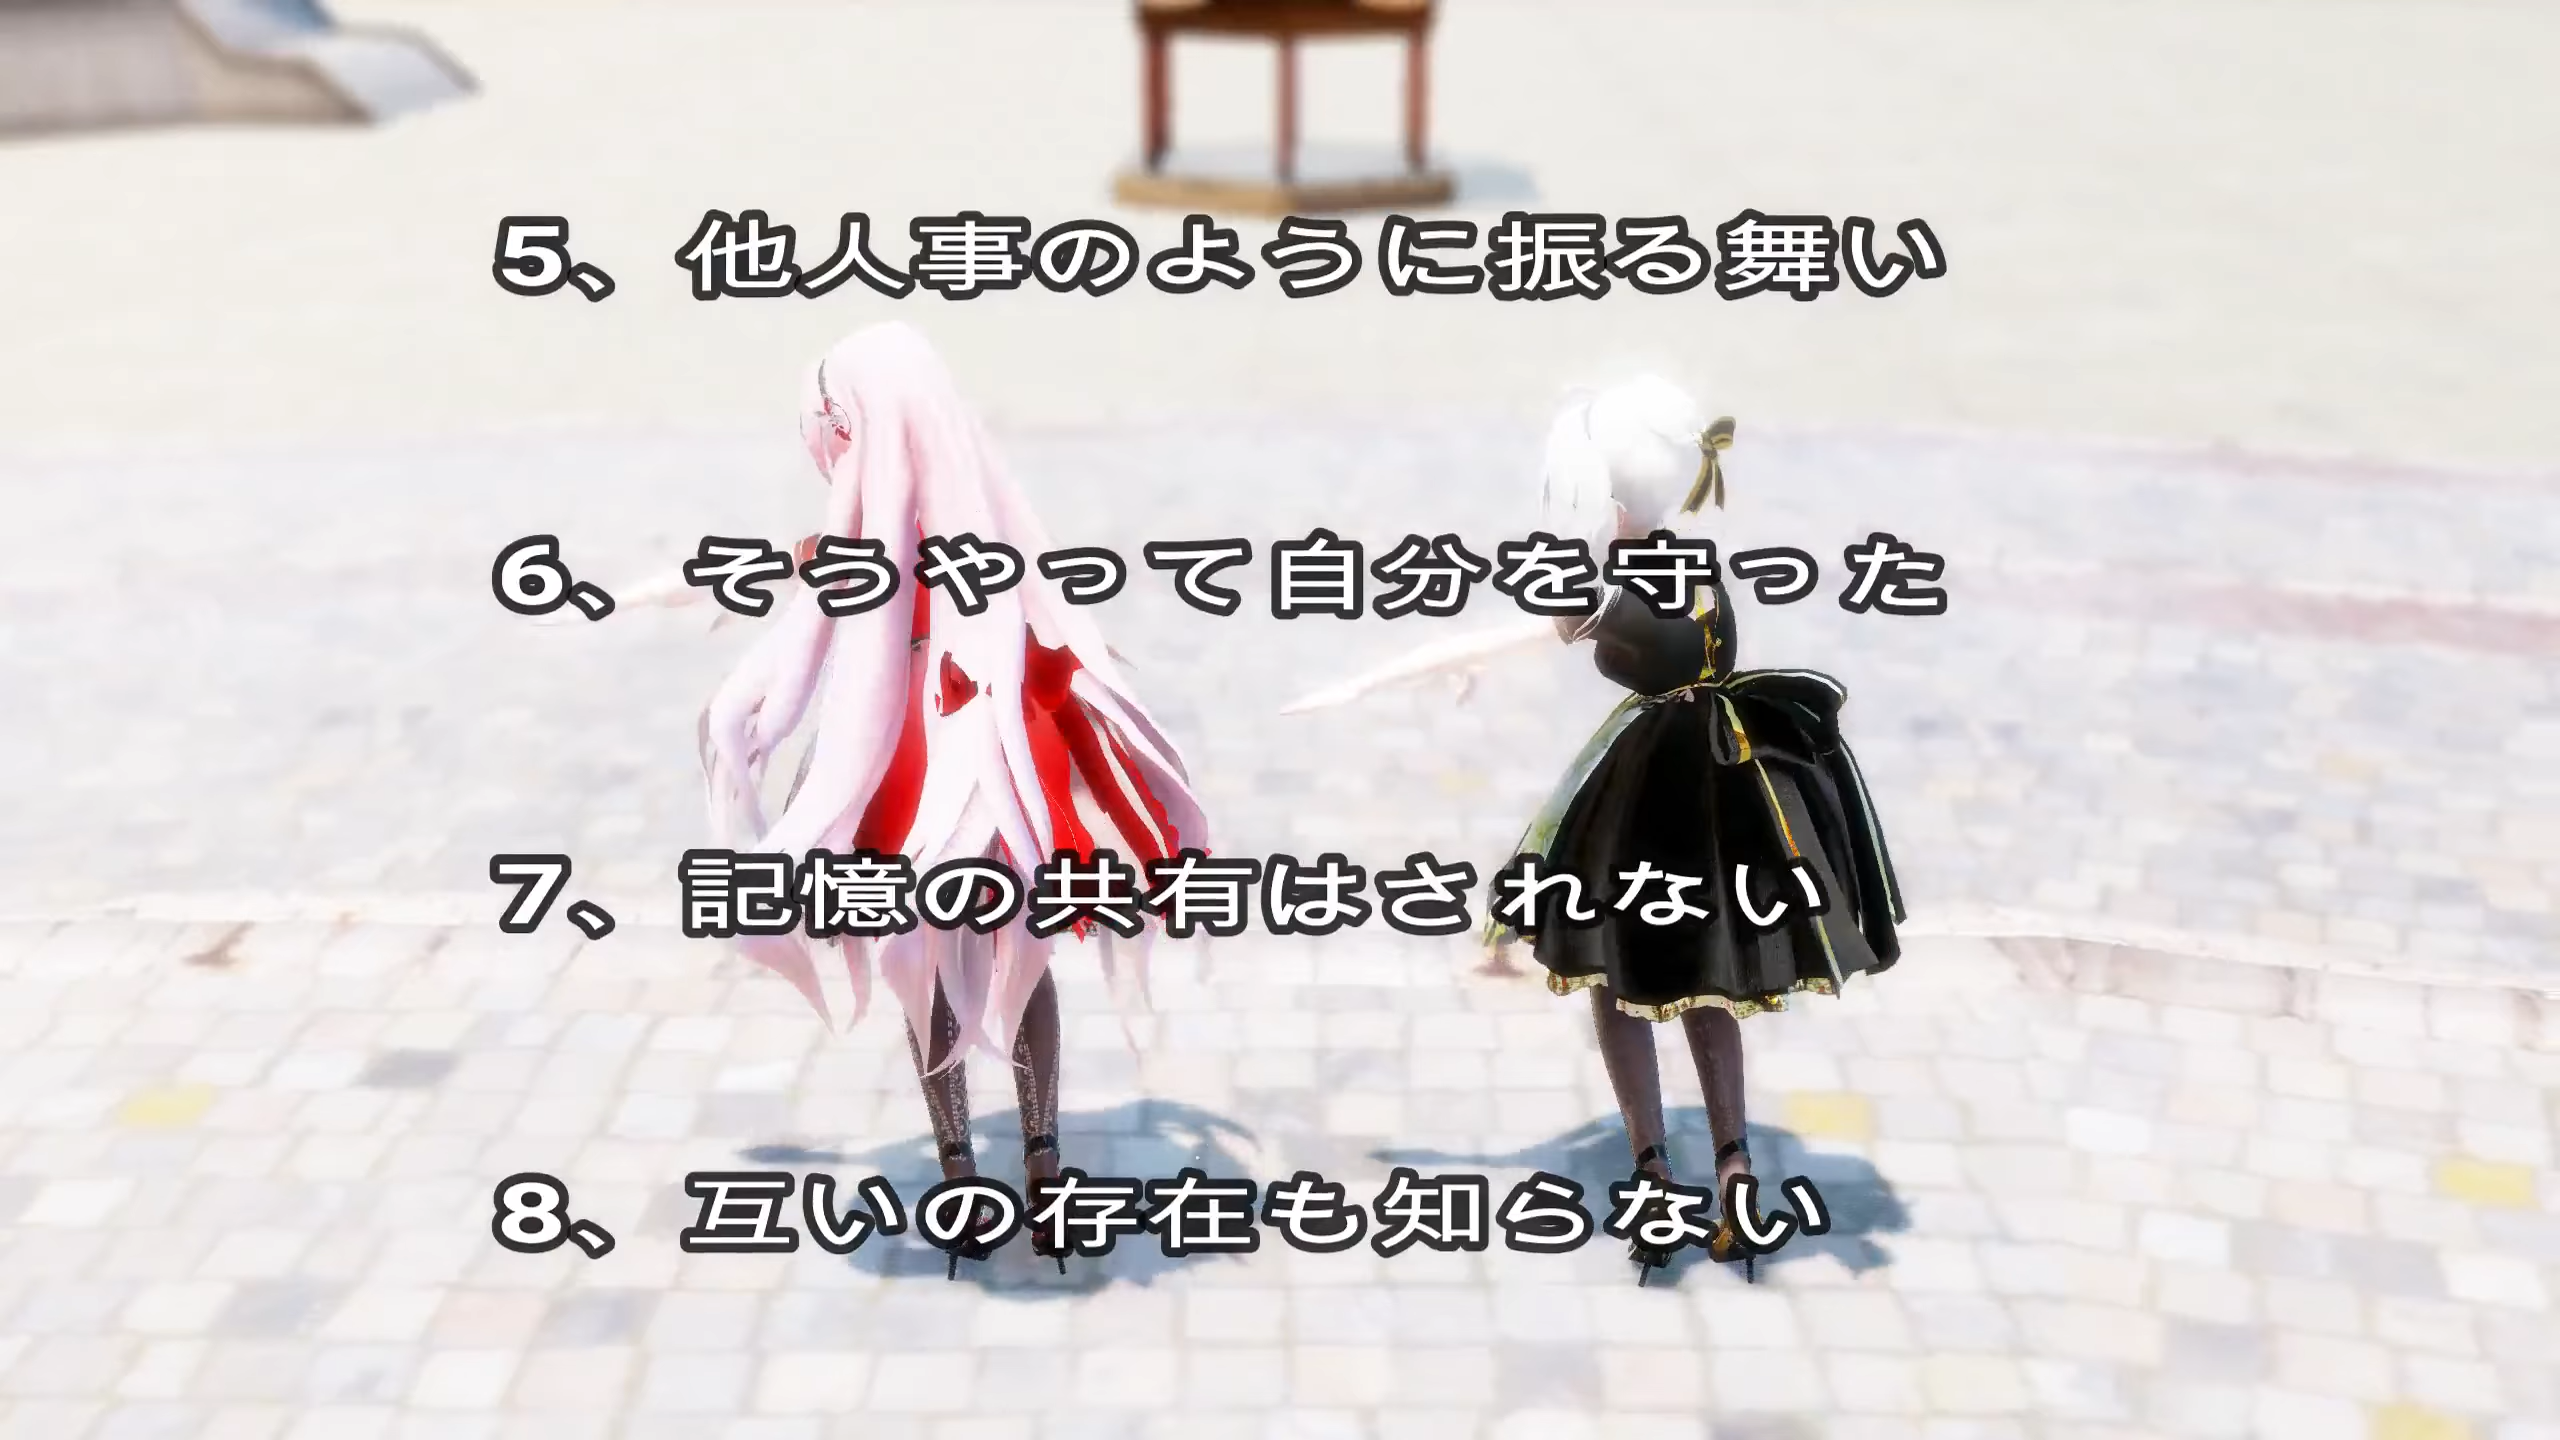 5、他人事のように振る舞い
6、そうやって自分を守った
7、記憶の共有はされない
8、互いの存在も知らない